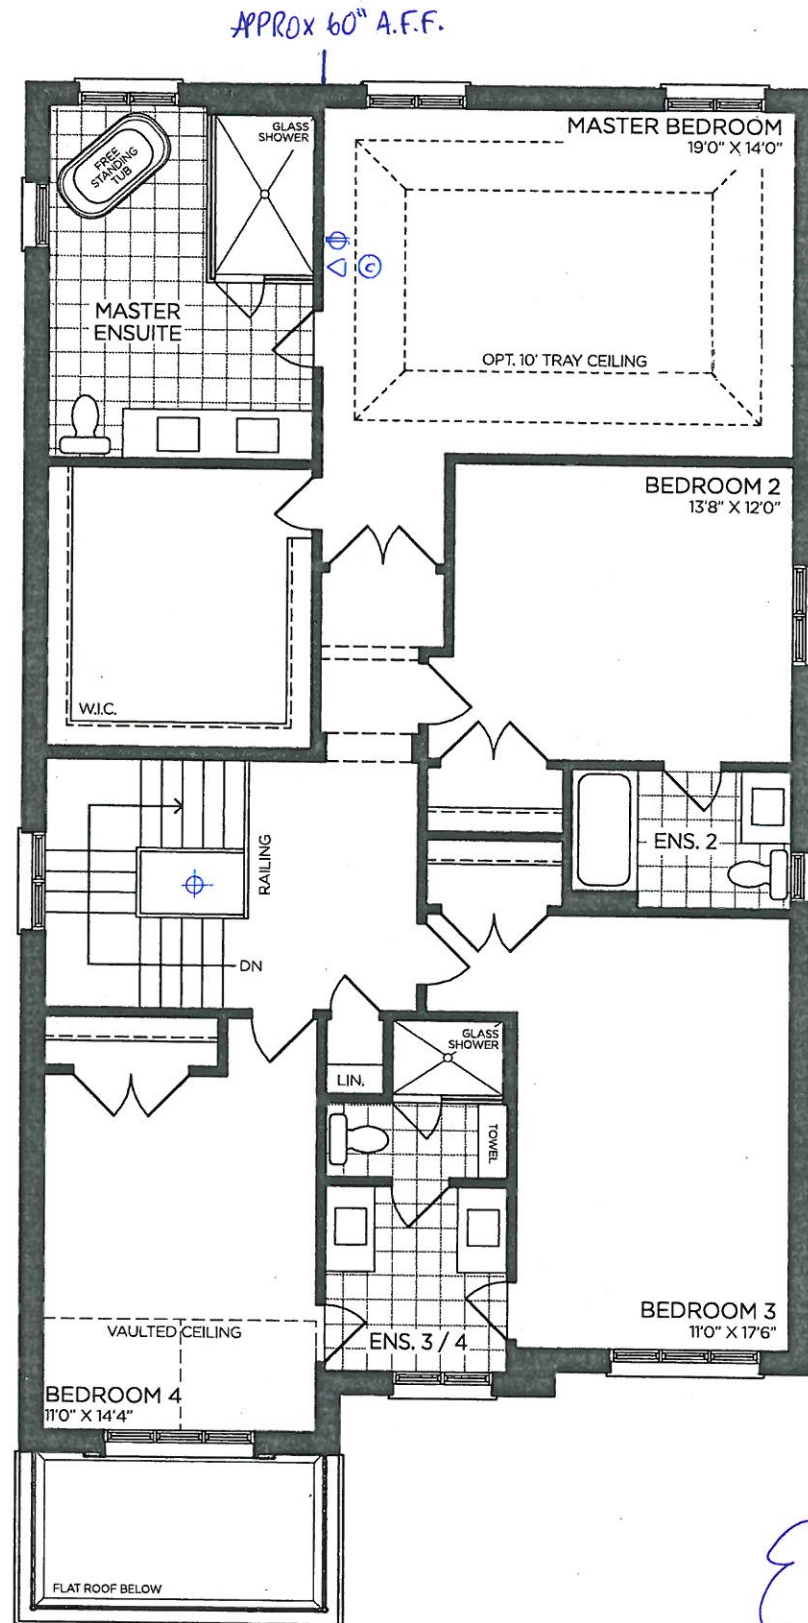 APPROX 60" A.F.F.
GLASS
SHOWER
FREE
STANDING
TUB
MASTER BEDROOM
19'0" X 14'0"
C
MASTER
ENSUITE
OPT. 10' TRAY CEILING
BEDROOM 2
13'8" X 12'0"
W.I.C.
RAILING
ENS. 2
DN
GLASS
SHOWER
LIN.
TOWEL
VAULTED CEILING
ENS. 3 / 4
BEDROOM 3
11'0" X 17'6"
BEDROOM 4
11'0" X 14'4"
FLAT ROOF BELOW